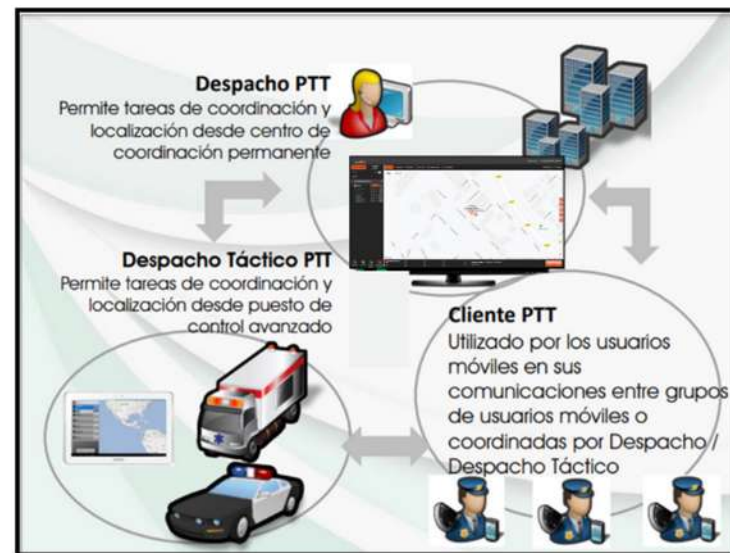 Despacho PTT
Permite tareas de coordinación y
localización desde centro de
coordinación permanente
Despacho Táctico PTT
Permite tareas de coordinación y
localización desde puesto de
control avanzado
Cliente PTT
Utilizado por los usuarios
móviles en sus
comunicaciones entre grupos
de usuarios móviles o
coordinadas por Despacho /
Despacho Táctico